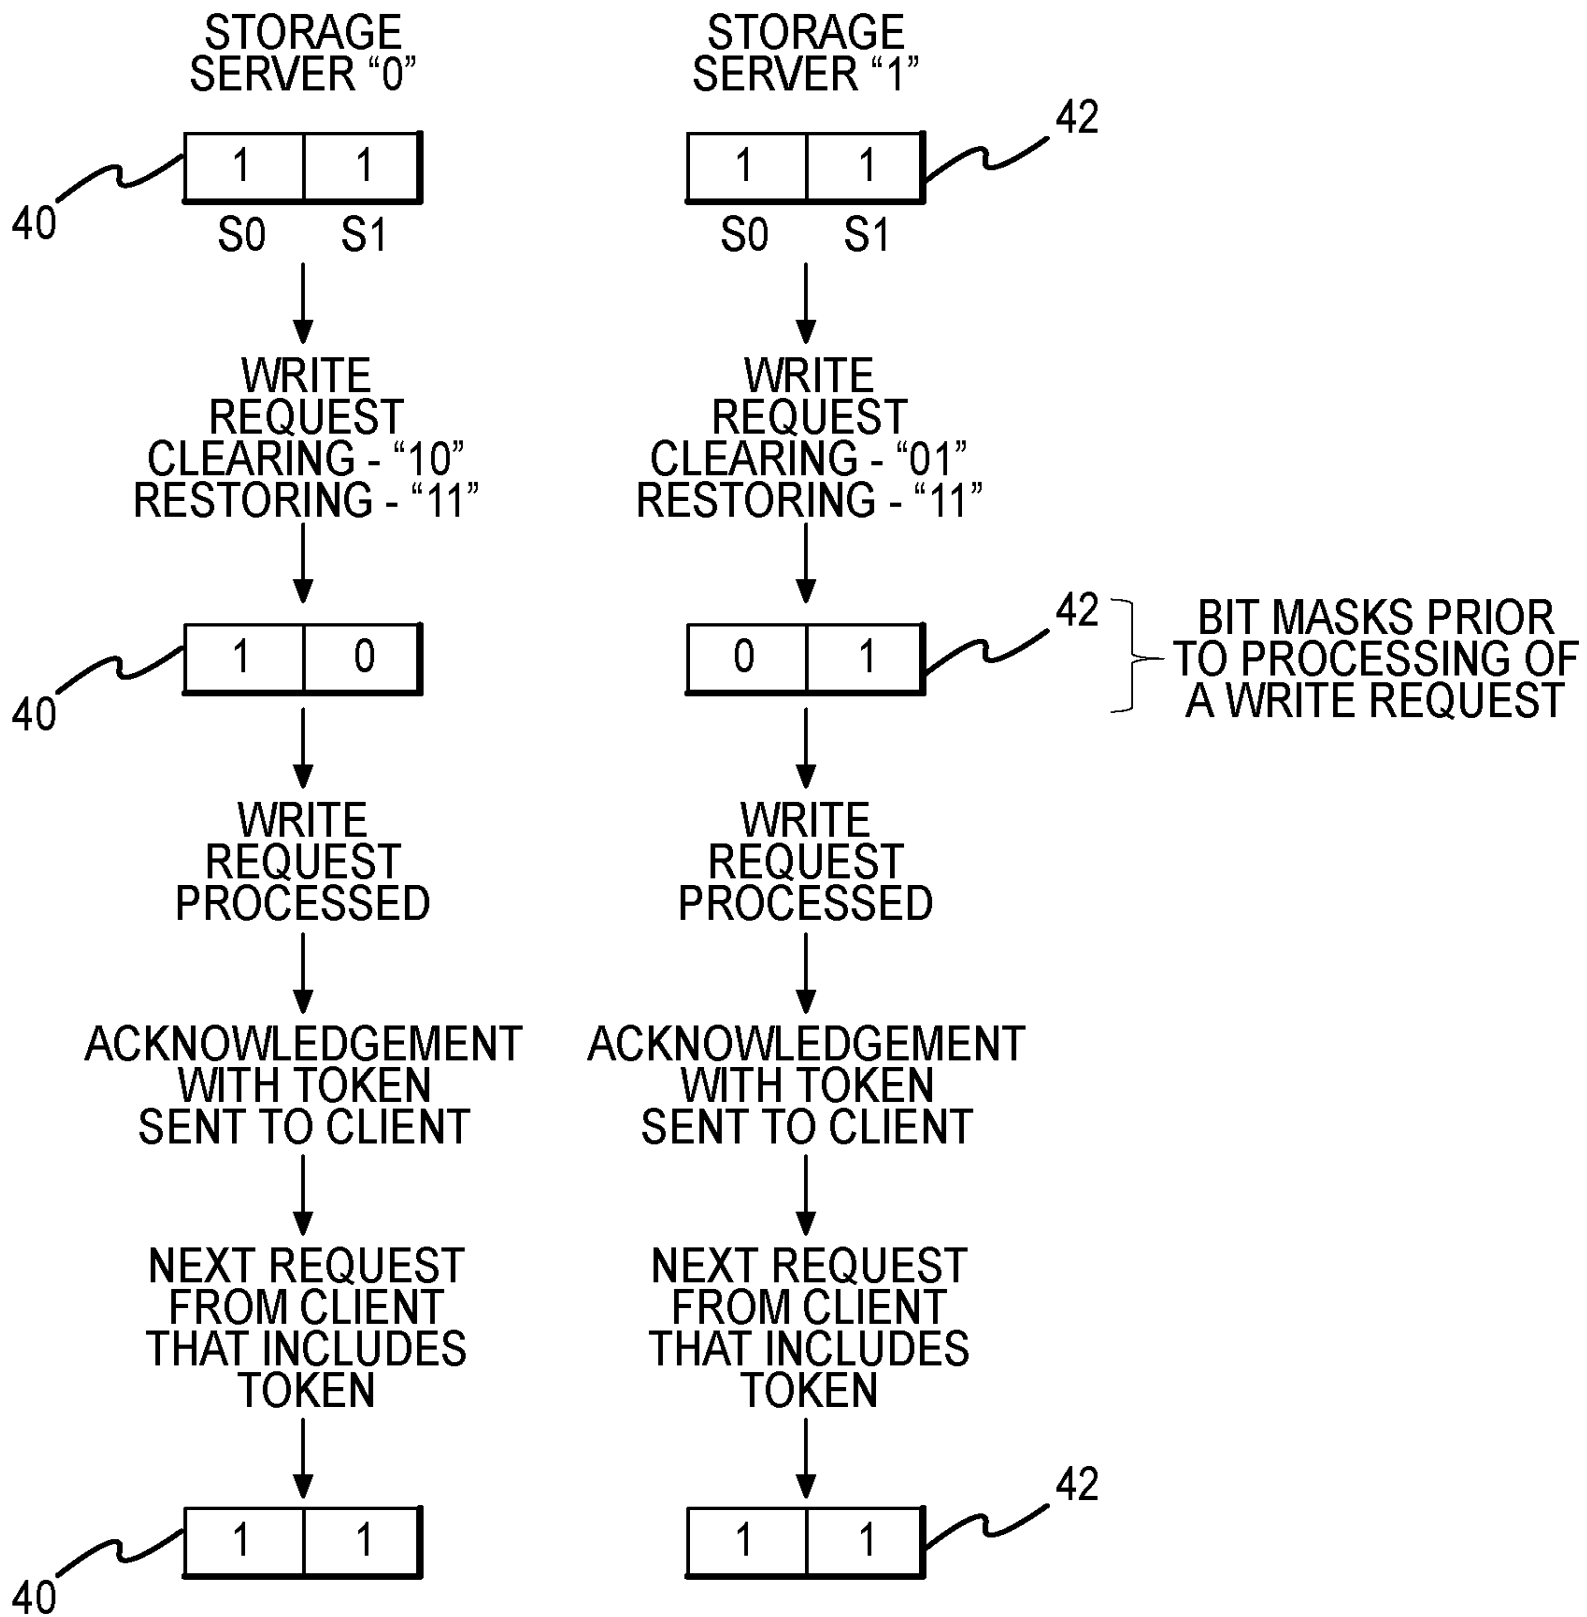 STORAGE
SERVER “0”
40
1 1
S0 S1
WRITE
REQUEST
CLEARING - “10”
RESTORING - “11”
40
1 0
WRITE
REQUEST
PROCESSED
ACKNOWLEDGEMENT
WITH TOKEN
SENT TO CLIENT
NEXT REQUEST
FROM CLIENT
THAT INCLUDES
TOKEN
40
1 1
STORAGE
SERVER “1”
42
1 1
S0 S1
WRITE
REQUEST
CLEARING - “01”
RESTORING - “11”
42
0 1
BIT MASKS PRIOR
TO PROCESSING OF
A WRITE REQUEST
WRITE
REQUEST
PROCESSED
ACKNOWLEDGEMENT
WITH TOKEN
SENT TO CLIENT
NEXT REQUEST
FROM CLIENT
THAT INCLUDES
TOKEN
42
1 1